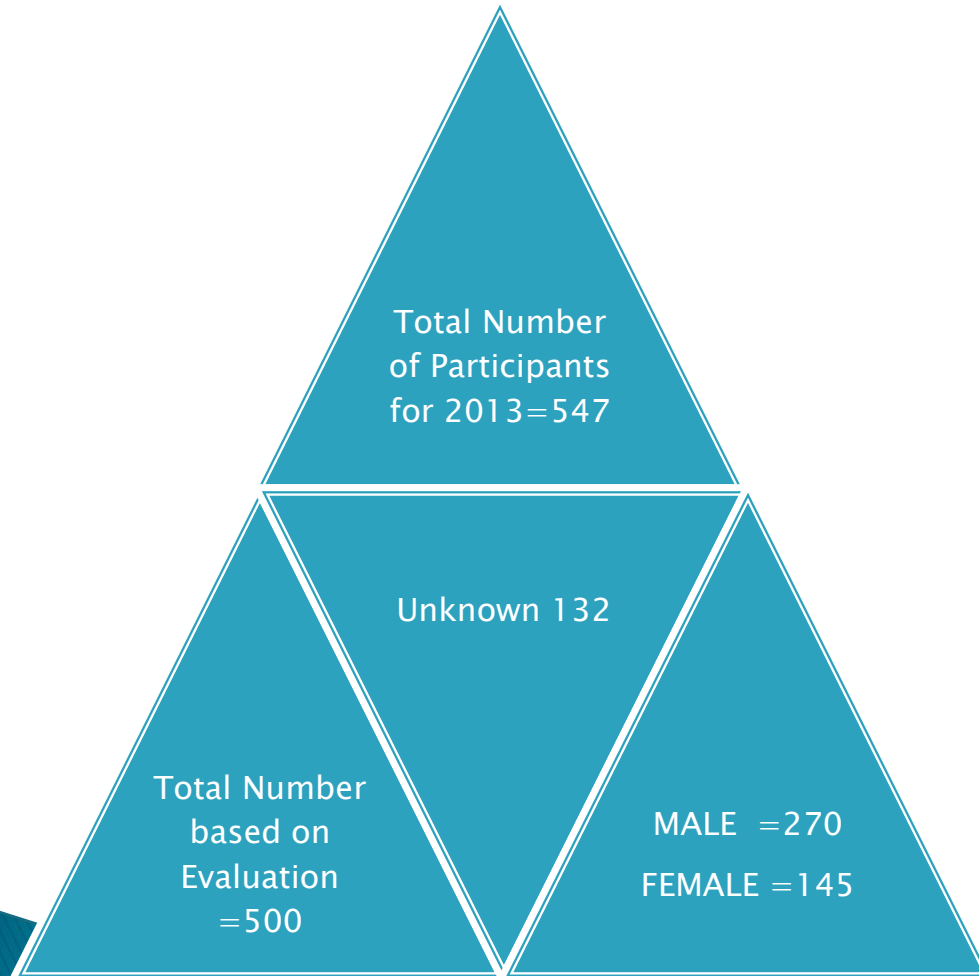 Total Number
of Participants
for 2013=547
Unknown 132
Total Number
based on
Evaluation
=500
MALE =270
FEMALE =145